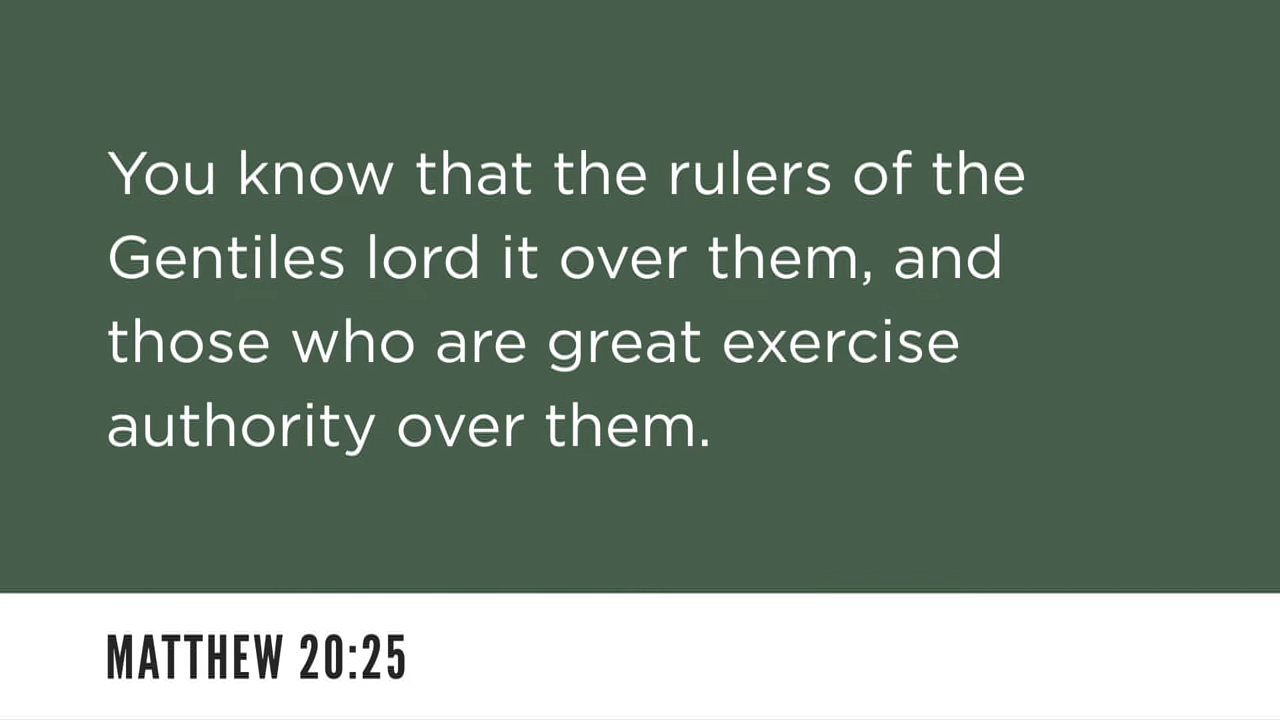 You know that the rulers of the
Gentiles lord it over them, and
those who are great exercise
authority over them.
MATTHEW 20:25